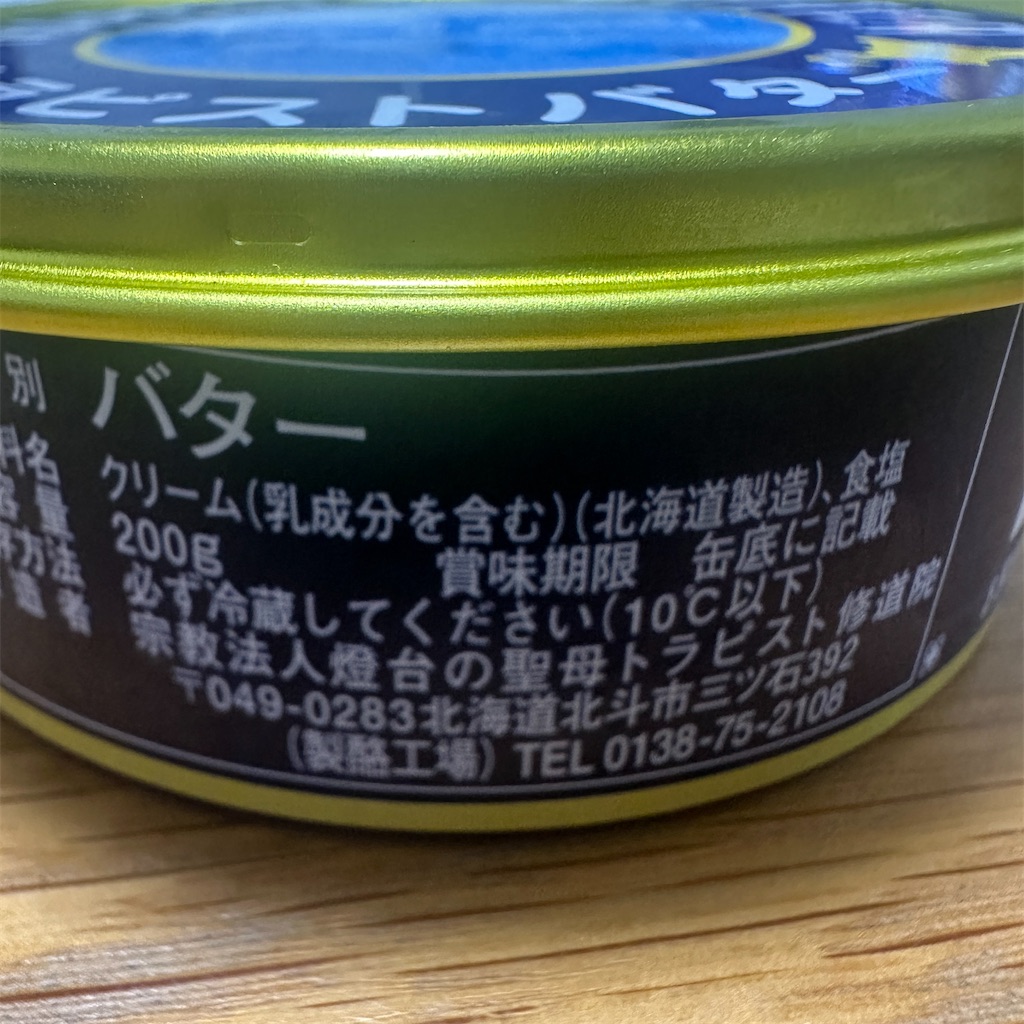 ラピストバター
別 バター
料名 クリーム(乳成分を含む)(北海道製造)、食塩
容量 200g 賞味期限 缶底に記載
存方法 必ず冷蔵してください(10℃以下)
造者 宗教法人燈台の聖母トラピスト修道院
〒049-0283北海道北斗市三ツ石392
(製酪工場) TEL 0138-75-2108